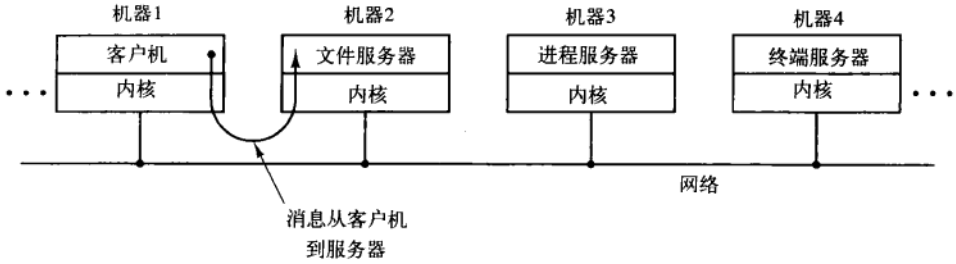 机器1
机器2
机器3
机器4
客户机
文件服务器
进程服务器
终端服务器
内核
内核
内核
内核
网络
消息从客户机
到服务器